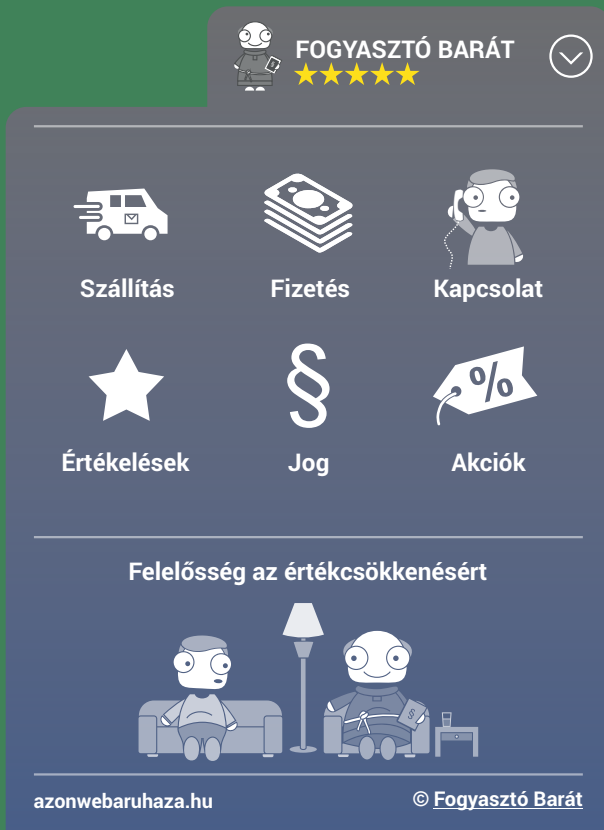 FOGYASZTÓ BARÁT
Szállítás
Fizetés
Kapcsolat
§
%
Értékelések
Jog
Akciók
Felelősség az értékcsökkenésért
§
azonwebaruhaza.hu
© Fogyasztó Barát